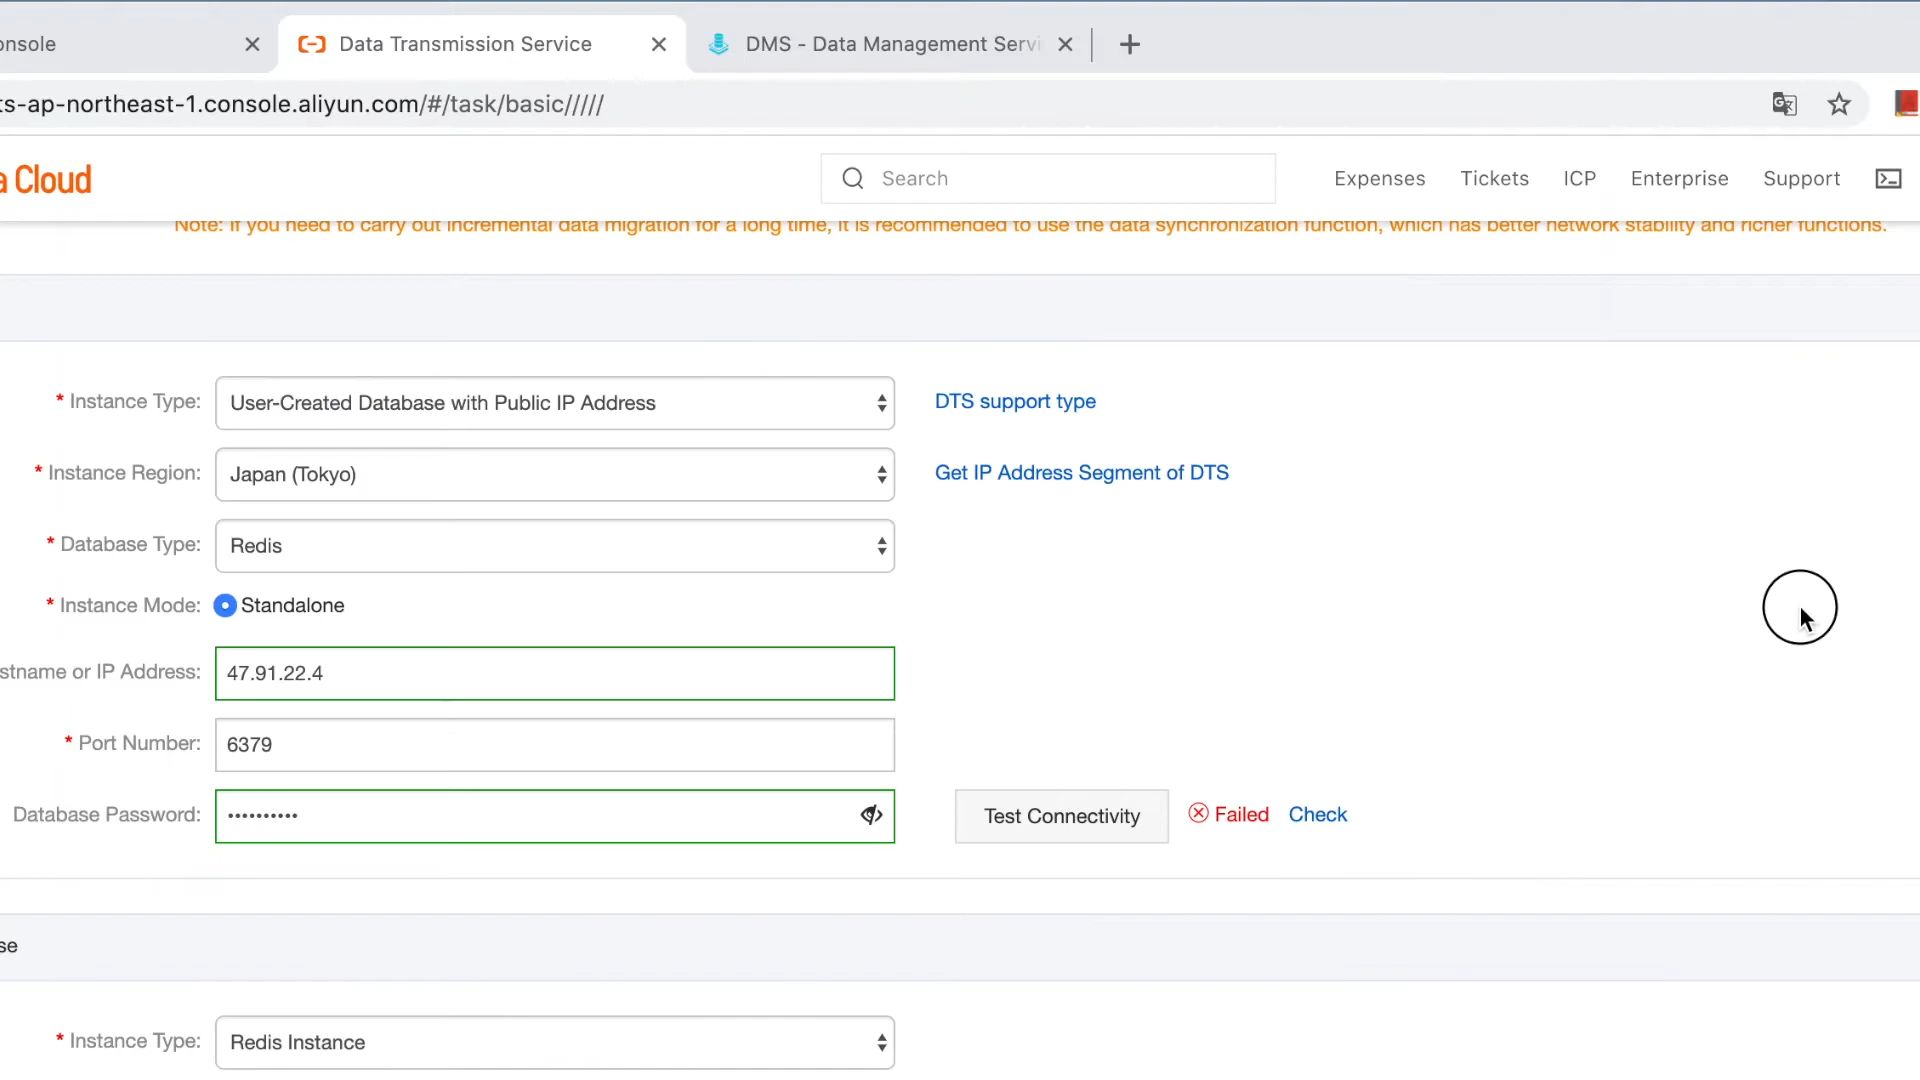 onsole
Data Transmission Service
DMS - Data Management Servi
ts-ap-northeast-1.console.aliyun.com/#/task/basic/////
a Cloud
Search
Expenses
Tickets
ICP
Enterprise
Support
Note: If you need to carry out incremental data migration for a long time, it is recommended to use the data synchronization function, which has better network stability and richer functions.
* Instance Type:
User-Created Database with Public IP Address
DTS support type
* Instance Region:
Japan (Tokyo)
Get IP Address Segment of DTS
* Database Type:
Redis
* Instance Mode:
Standalone
stname or IP Address:
47.91.22.4
* Port Number:
6379
Database Password:
••••••••••
Test Connectivity
Failed
Check
se
* Instance Type:
Redis Instance